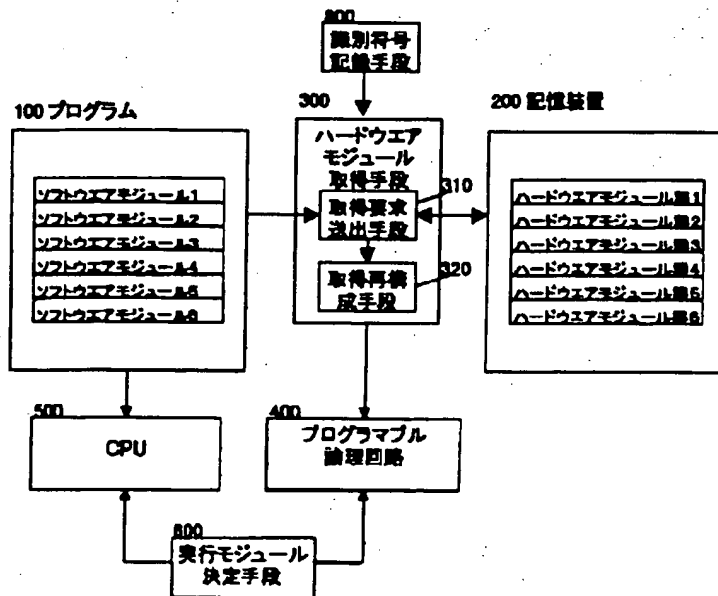 識別符号
記録手段
100 プログラム
ソフトウエアモジュール1
ソフトウエアモジュール2
ソフトウエアモジュール3
ソフトウエアモジュール4
ソフトウエアモジュール5
ソフトウエアモジュール6
300
ハードウエア
モジュール
取得手段
310
取得要求
送出手段
320
取得再構
成手段
200 記憶装置
ハードウエアモジュール群1
ハードウエアモジュール群2
ハードウエアモジュール群3
ハードウエアモジュール群4
ハードウエアモジュール群5
ハードウエアモジュール群6
500
CPU
400
プログラマブル
論理回路
600
実行モジュール
決定手段